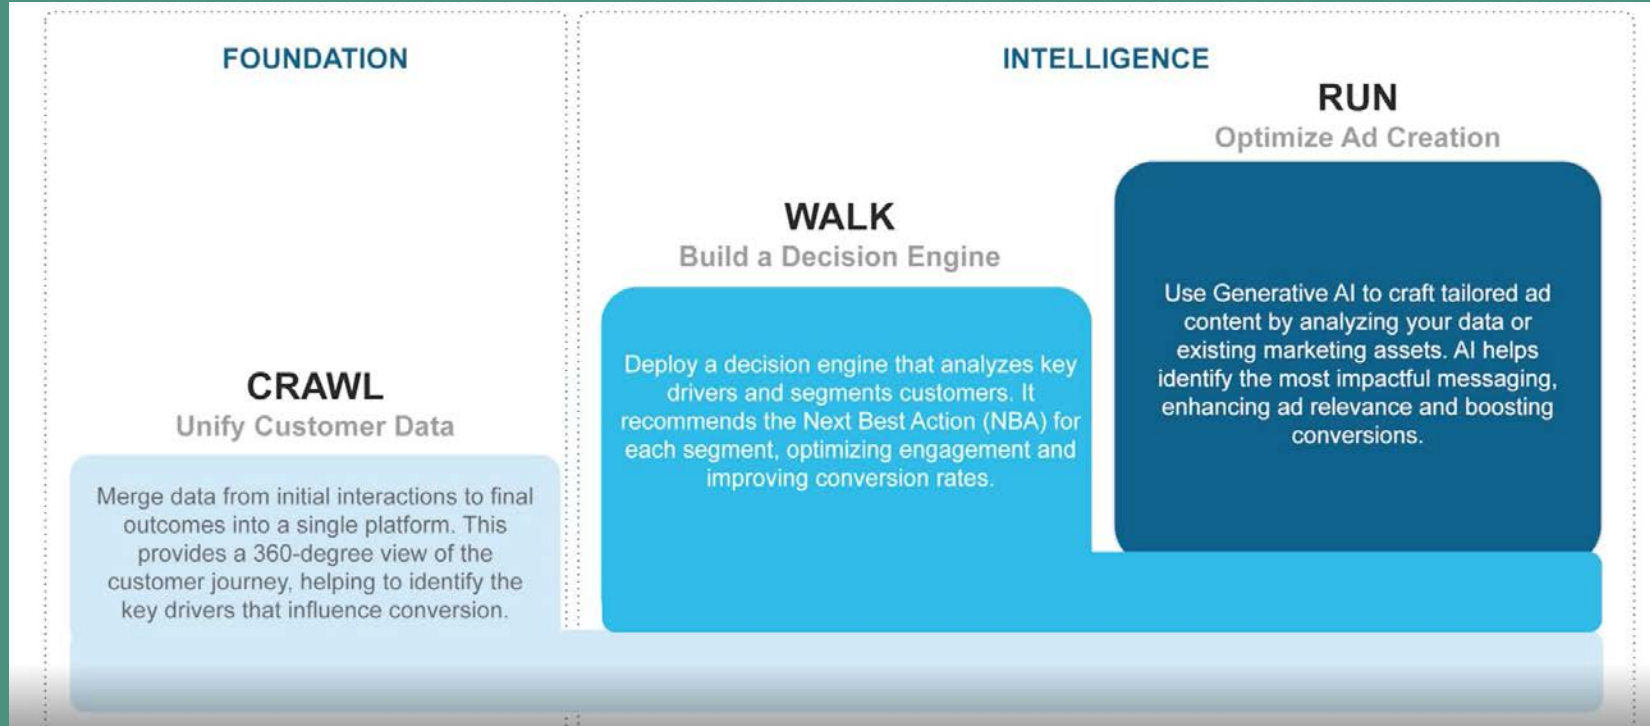 FOUNDATION
CRAWL
Unify Customer Data
Merge data from initial interactions to final
outcomes into a single platform. This
provides a 360-degree view of the
customer journey, helping to identify the
key drivers that influence conversion.
INTELLIGENCE
WALK
Build a Decision Engine
Deploy a decision engine that analyzes key
drivers and segments customers. It
recommends the Next Best Action (NBA) for
each segment, optimizing engagement and
improving conversion rates.
RUN
Optimize Ad Creation
Use Generative AI to craft tailored ad
content by analyzing your data or
existing marketing assets. AI helps
identify the most impactful messaging,
enhancing ad relevance and boosting
conversions.